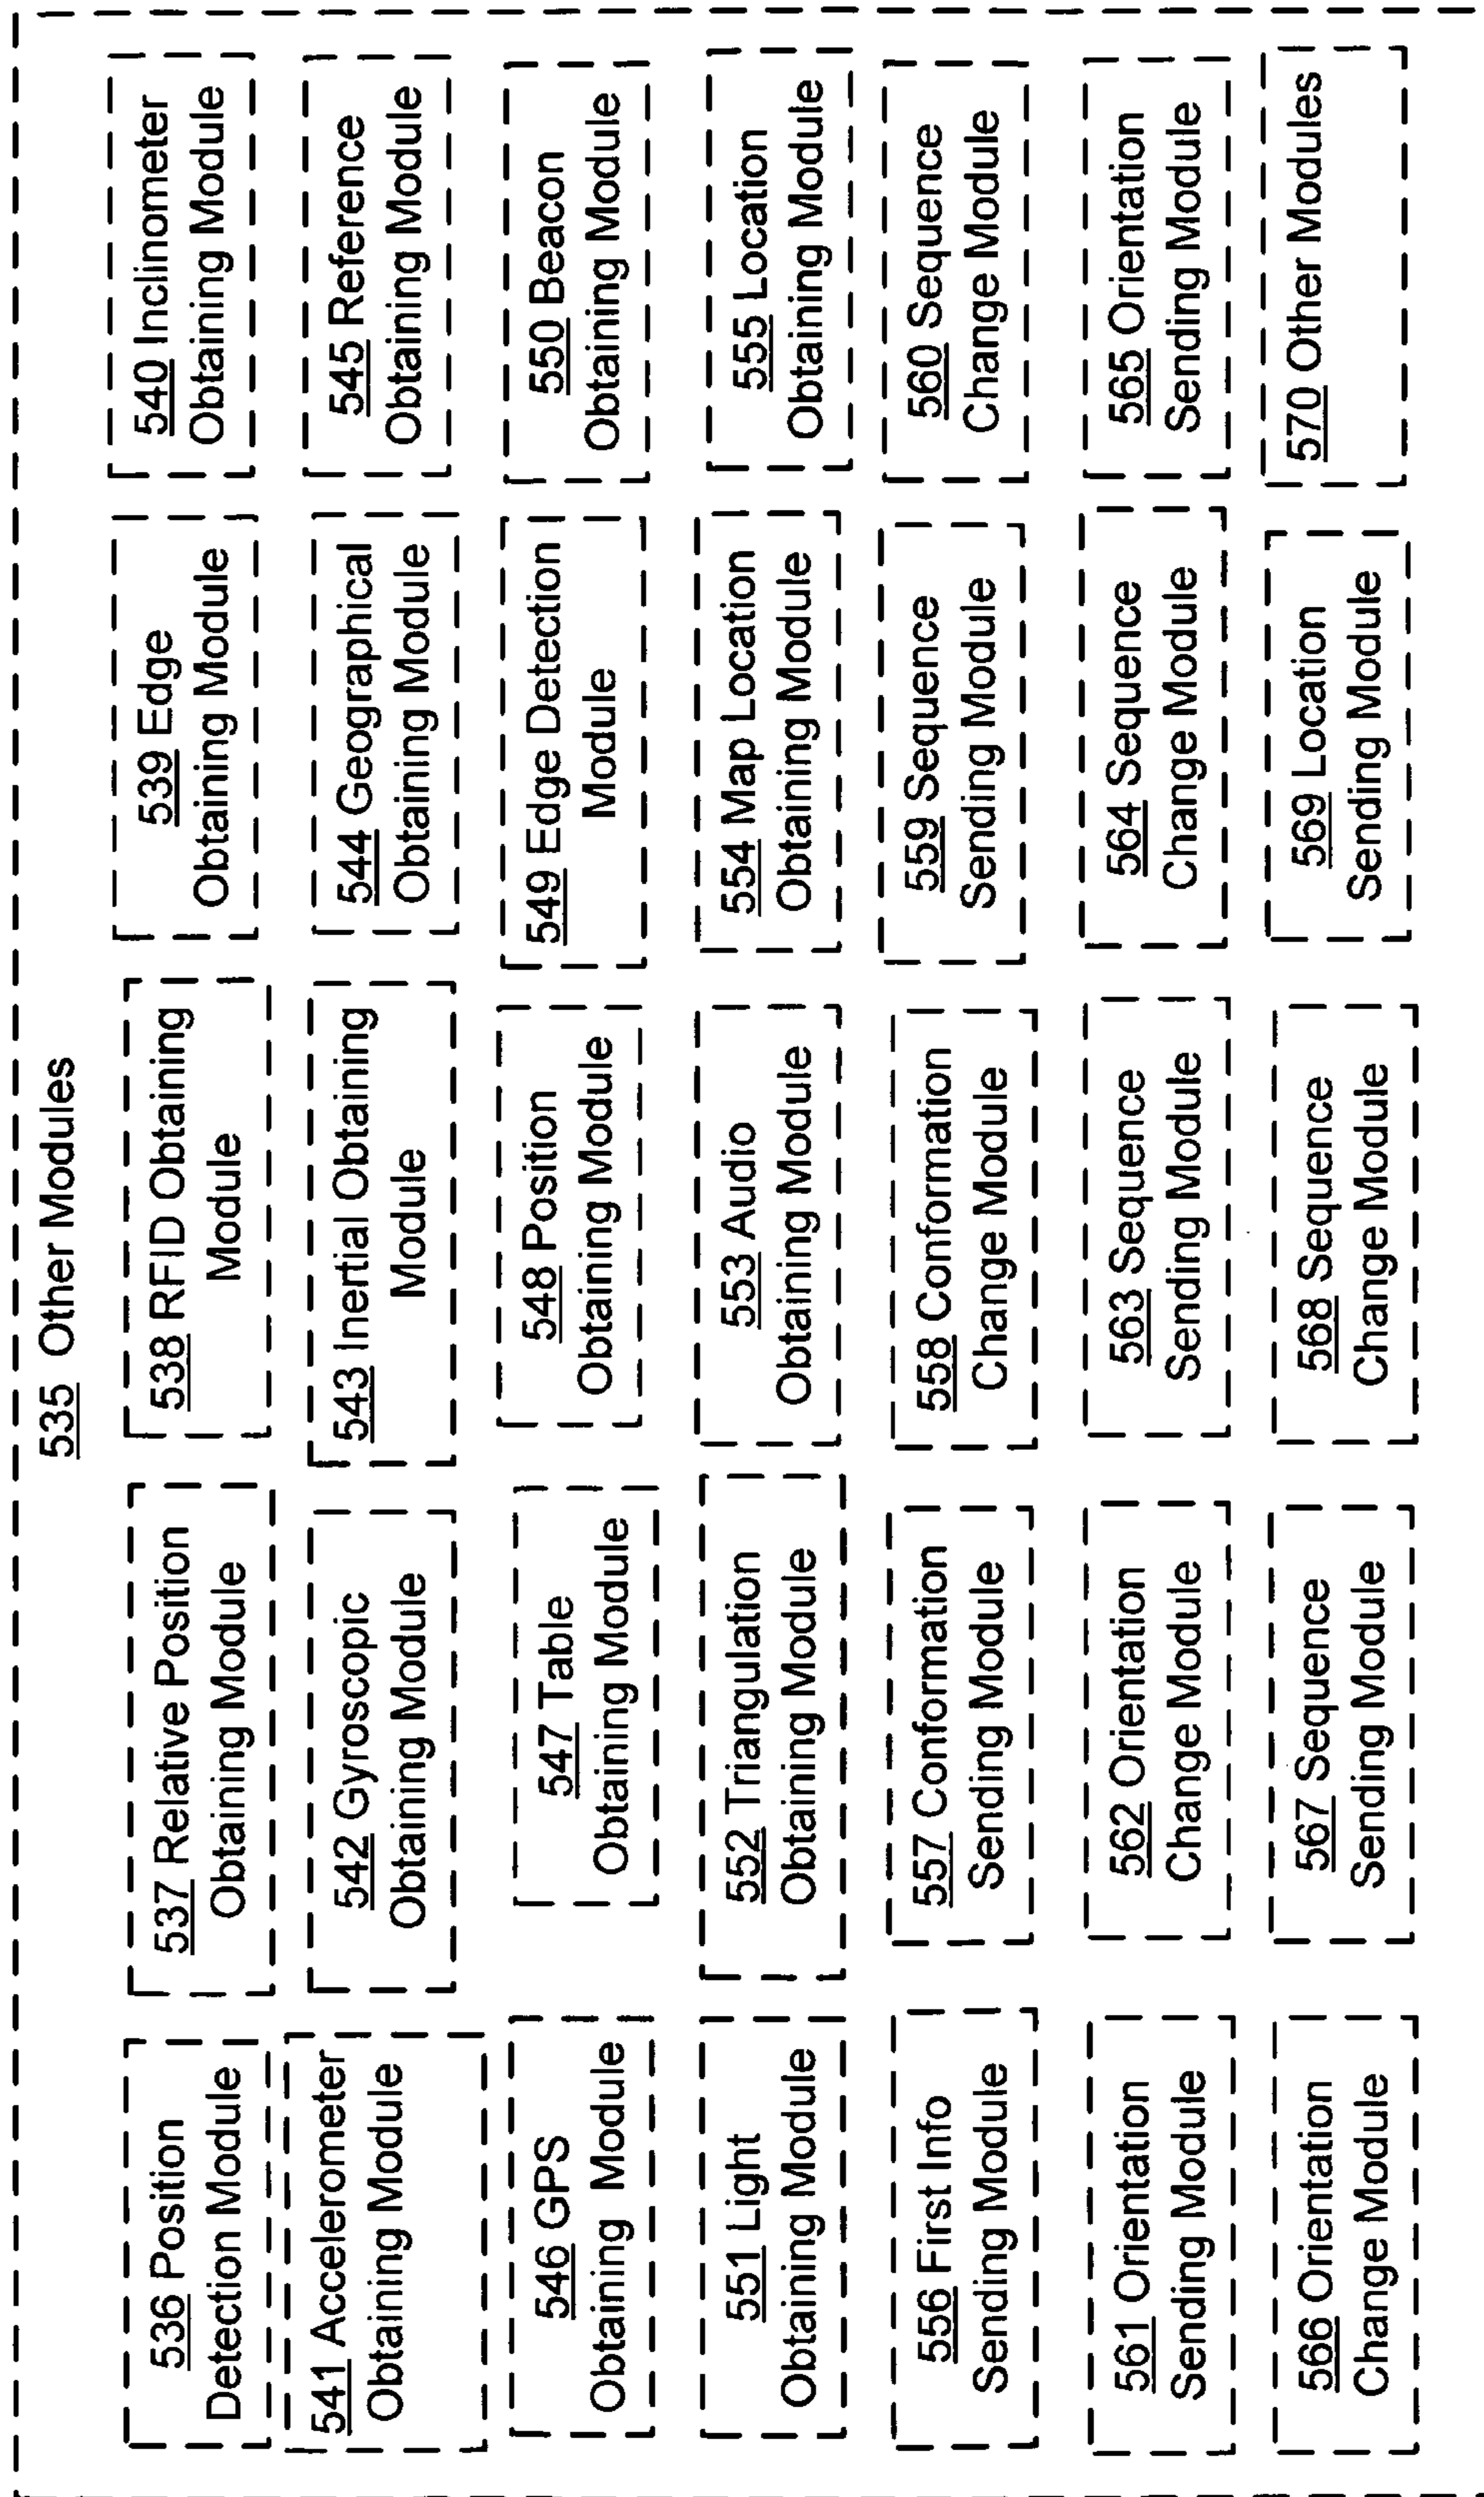 535 Other Modules
536 Position
Detection Module
537 Relative Position
Obtaining Module
538 RFID Obtaining
Module
539 Edge
Obtaining Module
540 Inclinometer
Obtaining Module
541 Accelerometer
Obtaining Module
542 Gyroscopic
Obtaining Module
543 Inertial Obtaining
Module
544 Geographical
Obtaining Module
545 Reference
Obtaining Module
546 GPS
Obtaining Module
547 Table
Obtaining Module
548 Position
Obtaining Module
549 Edge Detection
Module
550 Beacon
Obtaining Module
551 Light
Obtaining Module
552 Triangulation
Obtaining Module
553 Audio
Obtaining Module
554 Map Location
Obtaining Module
555 Location
Obtaining Module
556 First Info
Sending Module
557 Conformation
Sending Module
558 Conformation
Change Module
559 Sequence
Sending Module
560 Sequence
Change Module
561 Orientation
Sending Module
562 Orientation
Change Module
563 Sequence
Sending Module
564 Sequence
Change Module
565 Orientation
Sending Module
566 Orientation
Change Module
567 Sequence
Sending Module
568 Sequence
Change Module
569 Location
Sending Module
570 Other Modules